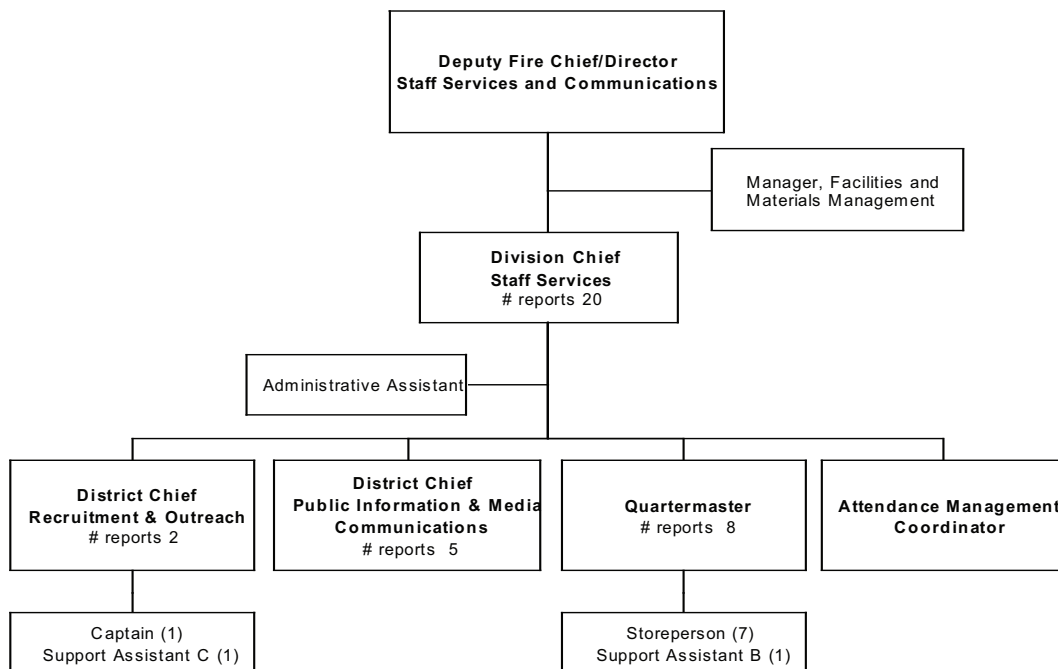 Deputy Fire Chief/Director
Staff Services and Communications
Manager, Facilities and
Materials Management
Division Chief
Staff Services
# reports 20
Administrative Assistant
District Chief
Recruitment & Outreach
# reports 2
District Chief
Public Information & Media
Communications
# reports 5
Quartermaster
# reports 8
Attendance Management
Coordinator
Captain (1)
Support Assistant C (1)
Storeperson (7)
Support Assistant B (1)